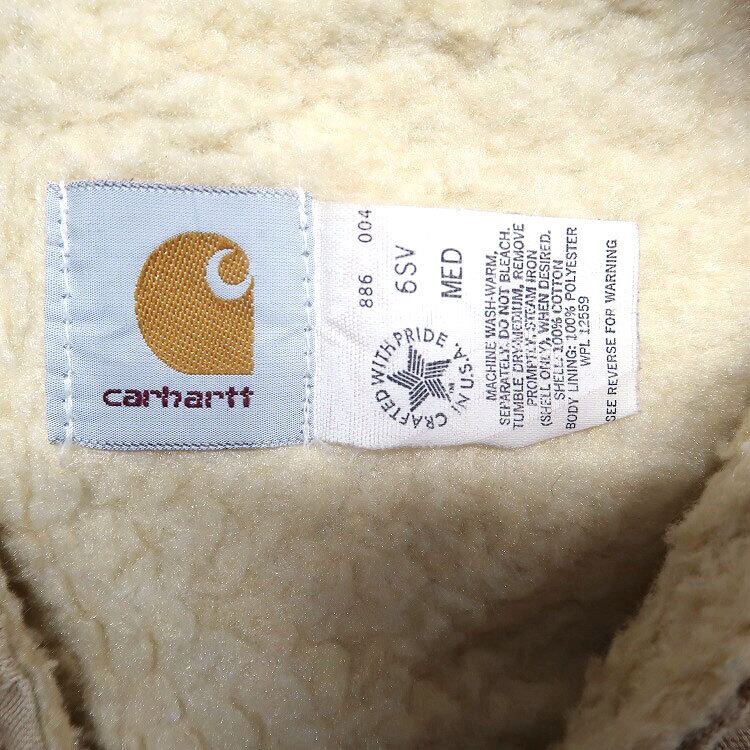 carhartt
886 004
6SV
MED
CRAFTED WITH PRIDE IN U.S.A.
MACHINE WASH-WARM,
SEPARATELY. DO NOT BLEACH.
TUMBLE DRY-MEDIUM, REMOVE
PROMPTLY. STEAM IRON
(SHELL ONLY), WHEN DESIRED.
SHELL: 100% COTTON
BODY LINING: 100% POLYESTER
WPL 12559
SEE REVERSE FOR WARNING